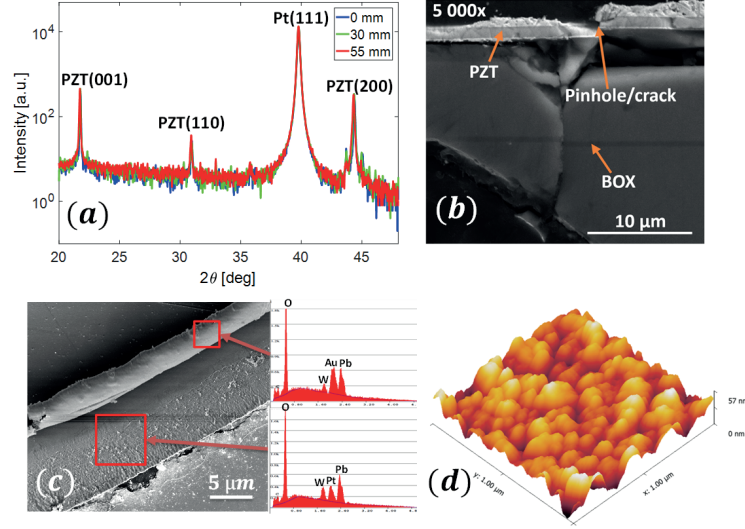 10^4
10^2
10^0
Intensity [a.u.]
0 mm
30 mm
55 mm
PZT(001)
PZT(110)
Pt(111)
PZT(200)
(a)
20 25 30 35 40 45
2θ [deg]
5 000x
PZT
Pinhole/crack
BOX
(b)
10 µm
(c)
5 µm
O
W
Au
Pb
O
W
Pt
Pb
57 nm
0 nm
Y: 1.00 µm
x: 1.00 µm
(d)